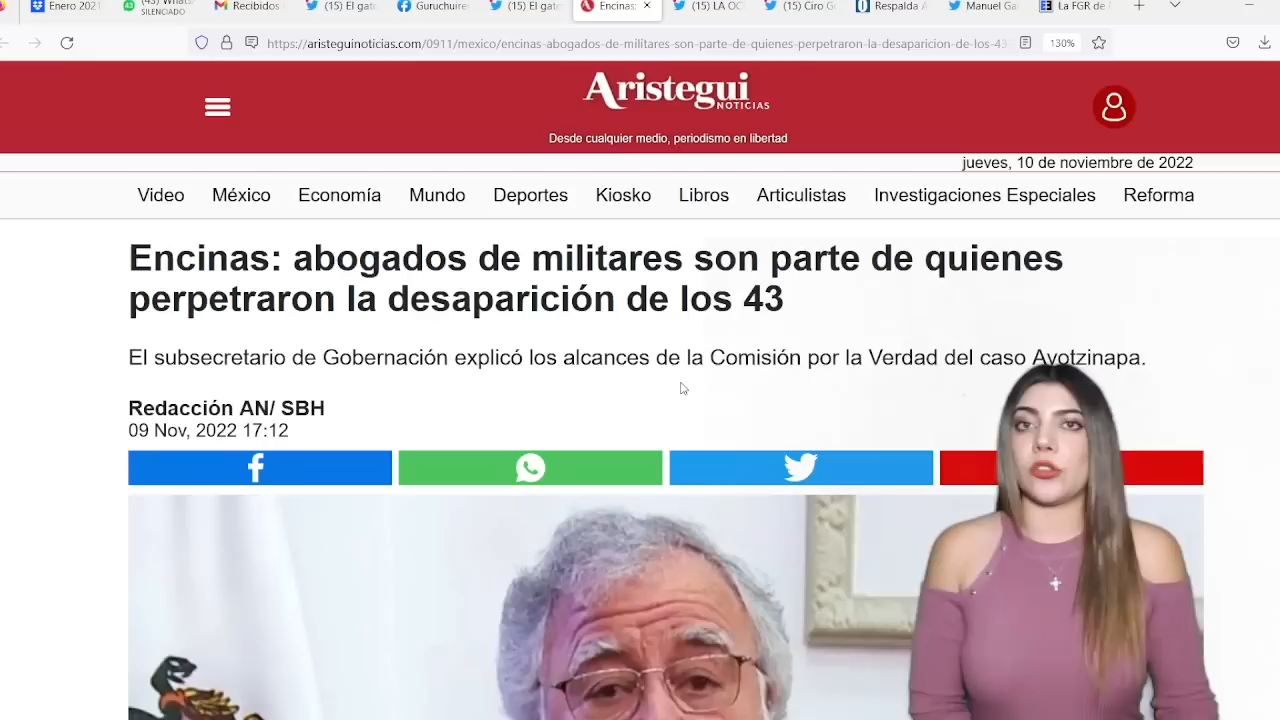 Enero 2021
(43) Whats
SILENCIADO
Recibidos
(15) El gato
Guruchuire
(15) El gato
Encinas:
(15) LA OC
(15) Ciro G
Respalda A
Manuel Ga
La FGR de
https://aristeguinoticias.com/0911/mexico/encinas-abogados-de-militares-son-parte-de-quienes-perpetraron-la-desaparicion-de-los-43
130%
Aristegui
NOTICIAS
Desde cualquier medio, periodismo en libertad
jueves, 10 de noviembre de 2022
Video México Economía Mundo Deportes Kiosko Libros Articulistas Investigaciones Especiales Reforma
Encinas: abogados de militares son parte de quienes
perpetraron la desaparición de los 43
El subsecretario de Gobernación explicó los alcances de la Comisión por la Verdad del caso Ayotzinapa.
Redacción AN/ SBH
09 Nov, 2022 17:12